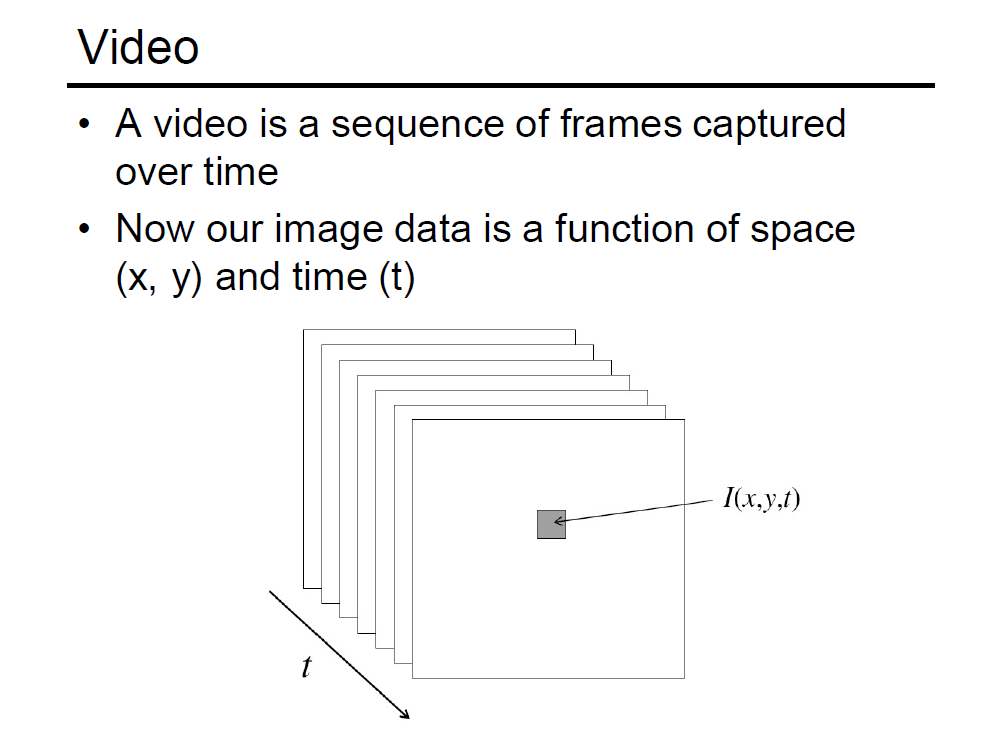 Video
• A video is a sequence of frames captured
over time
• Now our image data is a function of space
(x, y) and time (t)
I(x,y,t)
t